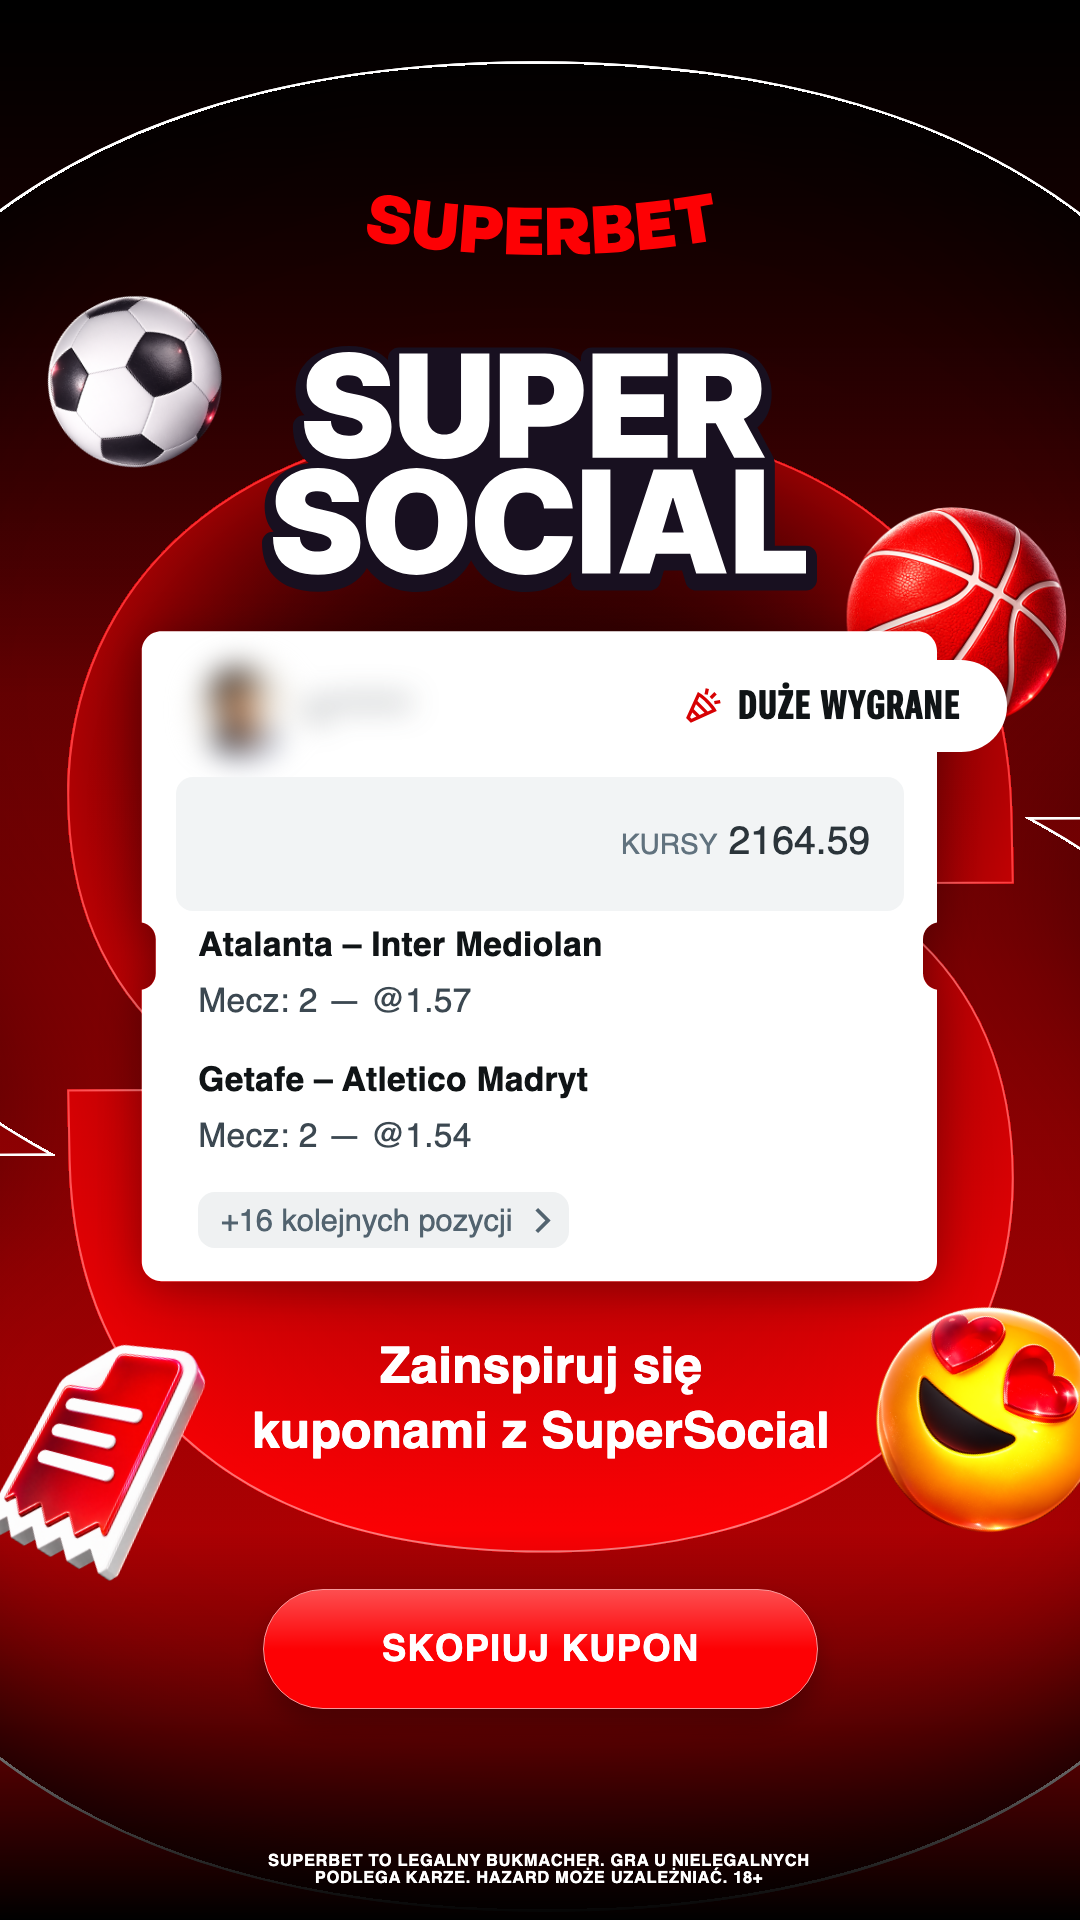 SUPERBET
SUPER
SOCIAL
DUŻE WYGRANE
KURSY 2164.59
Atalanta – Inter Mediolan
Mecz: 2 — @1.57
Getafe – Atletico Madryt
Mecz: 2 — @1.54
+16 kolejnych pozycji
Zainspiruj się
kuponami z SuperSocial
SKOPIUJ KUPON
SUPERBET TO LEGALNY BUKMACHER. GRA U NIELEGALNYCH
PODLEGA KARZE. HAZARD MOŻE UZALEŻNIAĆ. 18+